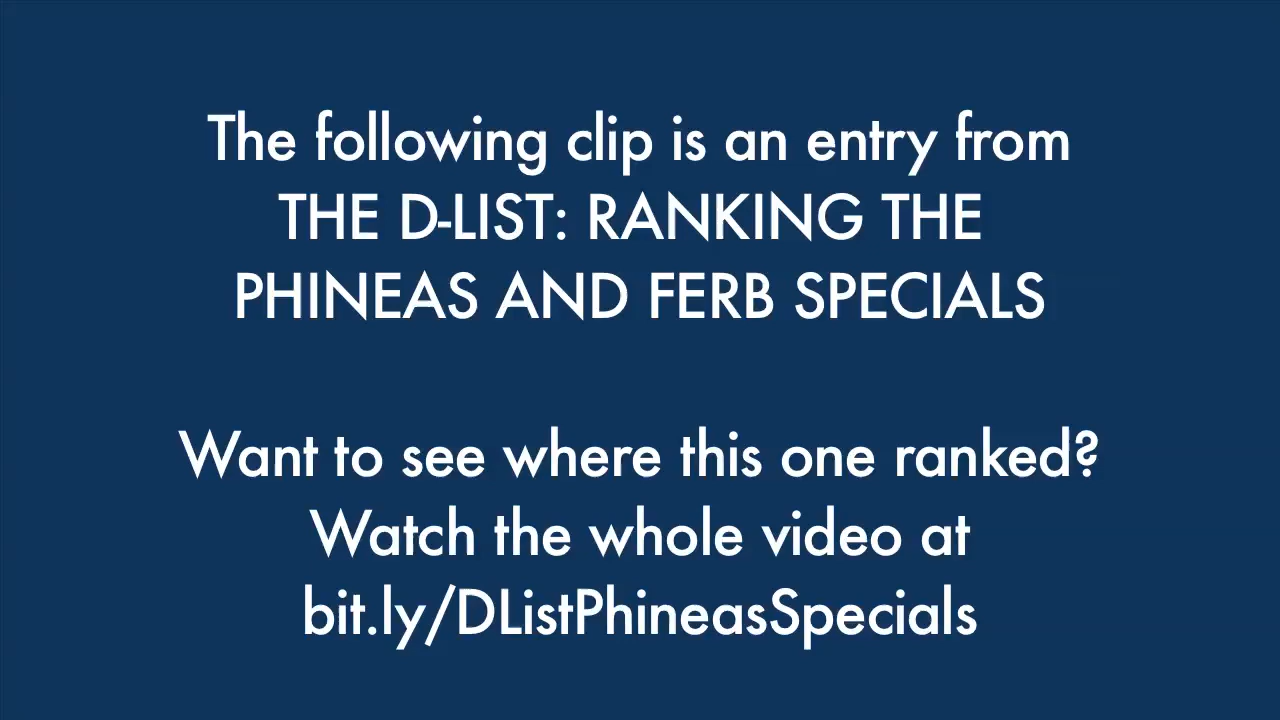 The following clip is an entry from
THE D-LIST: RANKING THE
PHINEAS AND FERB SPECIALS
Want to see where this one ranked?
Watch the whole video at
bit.ly/DListPhineasSpecials